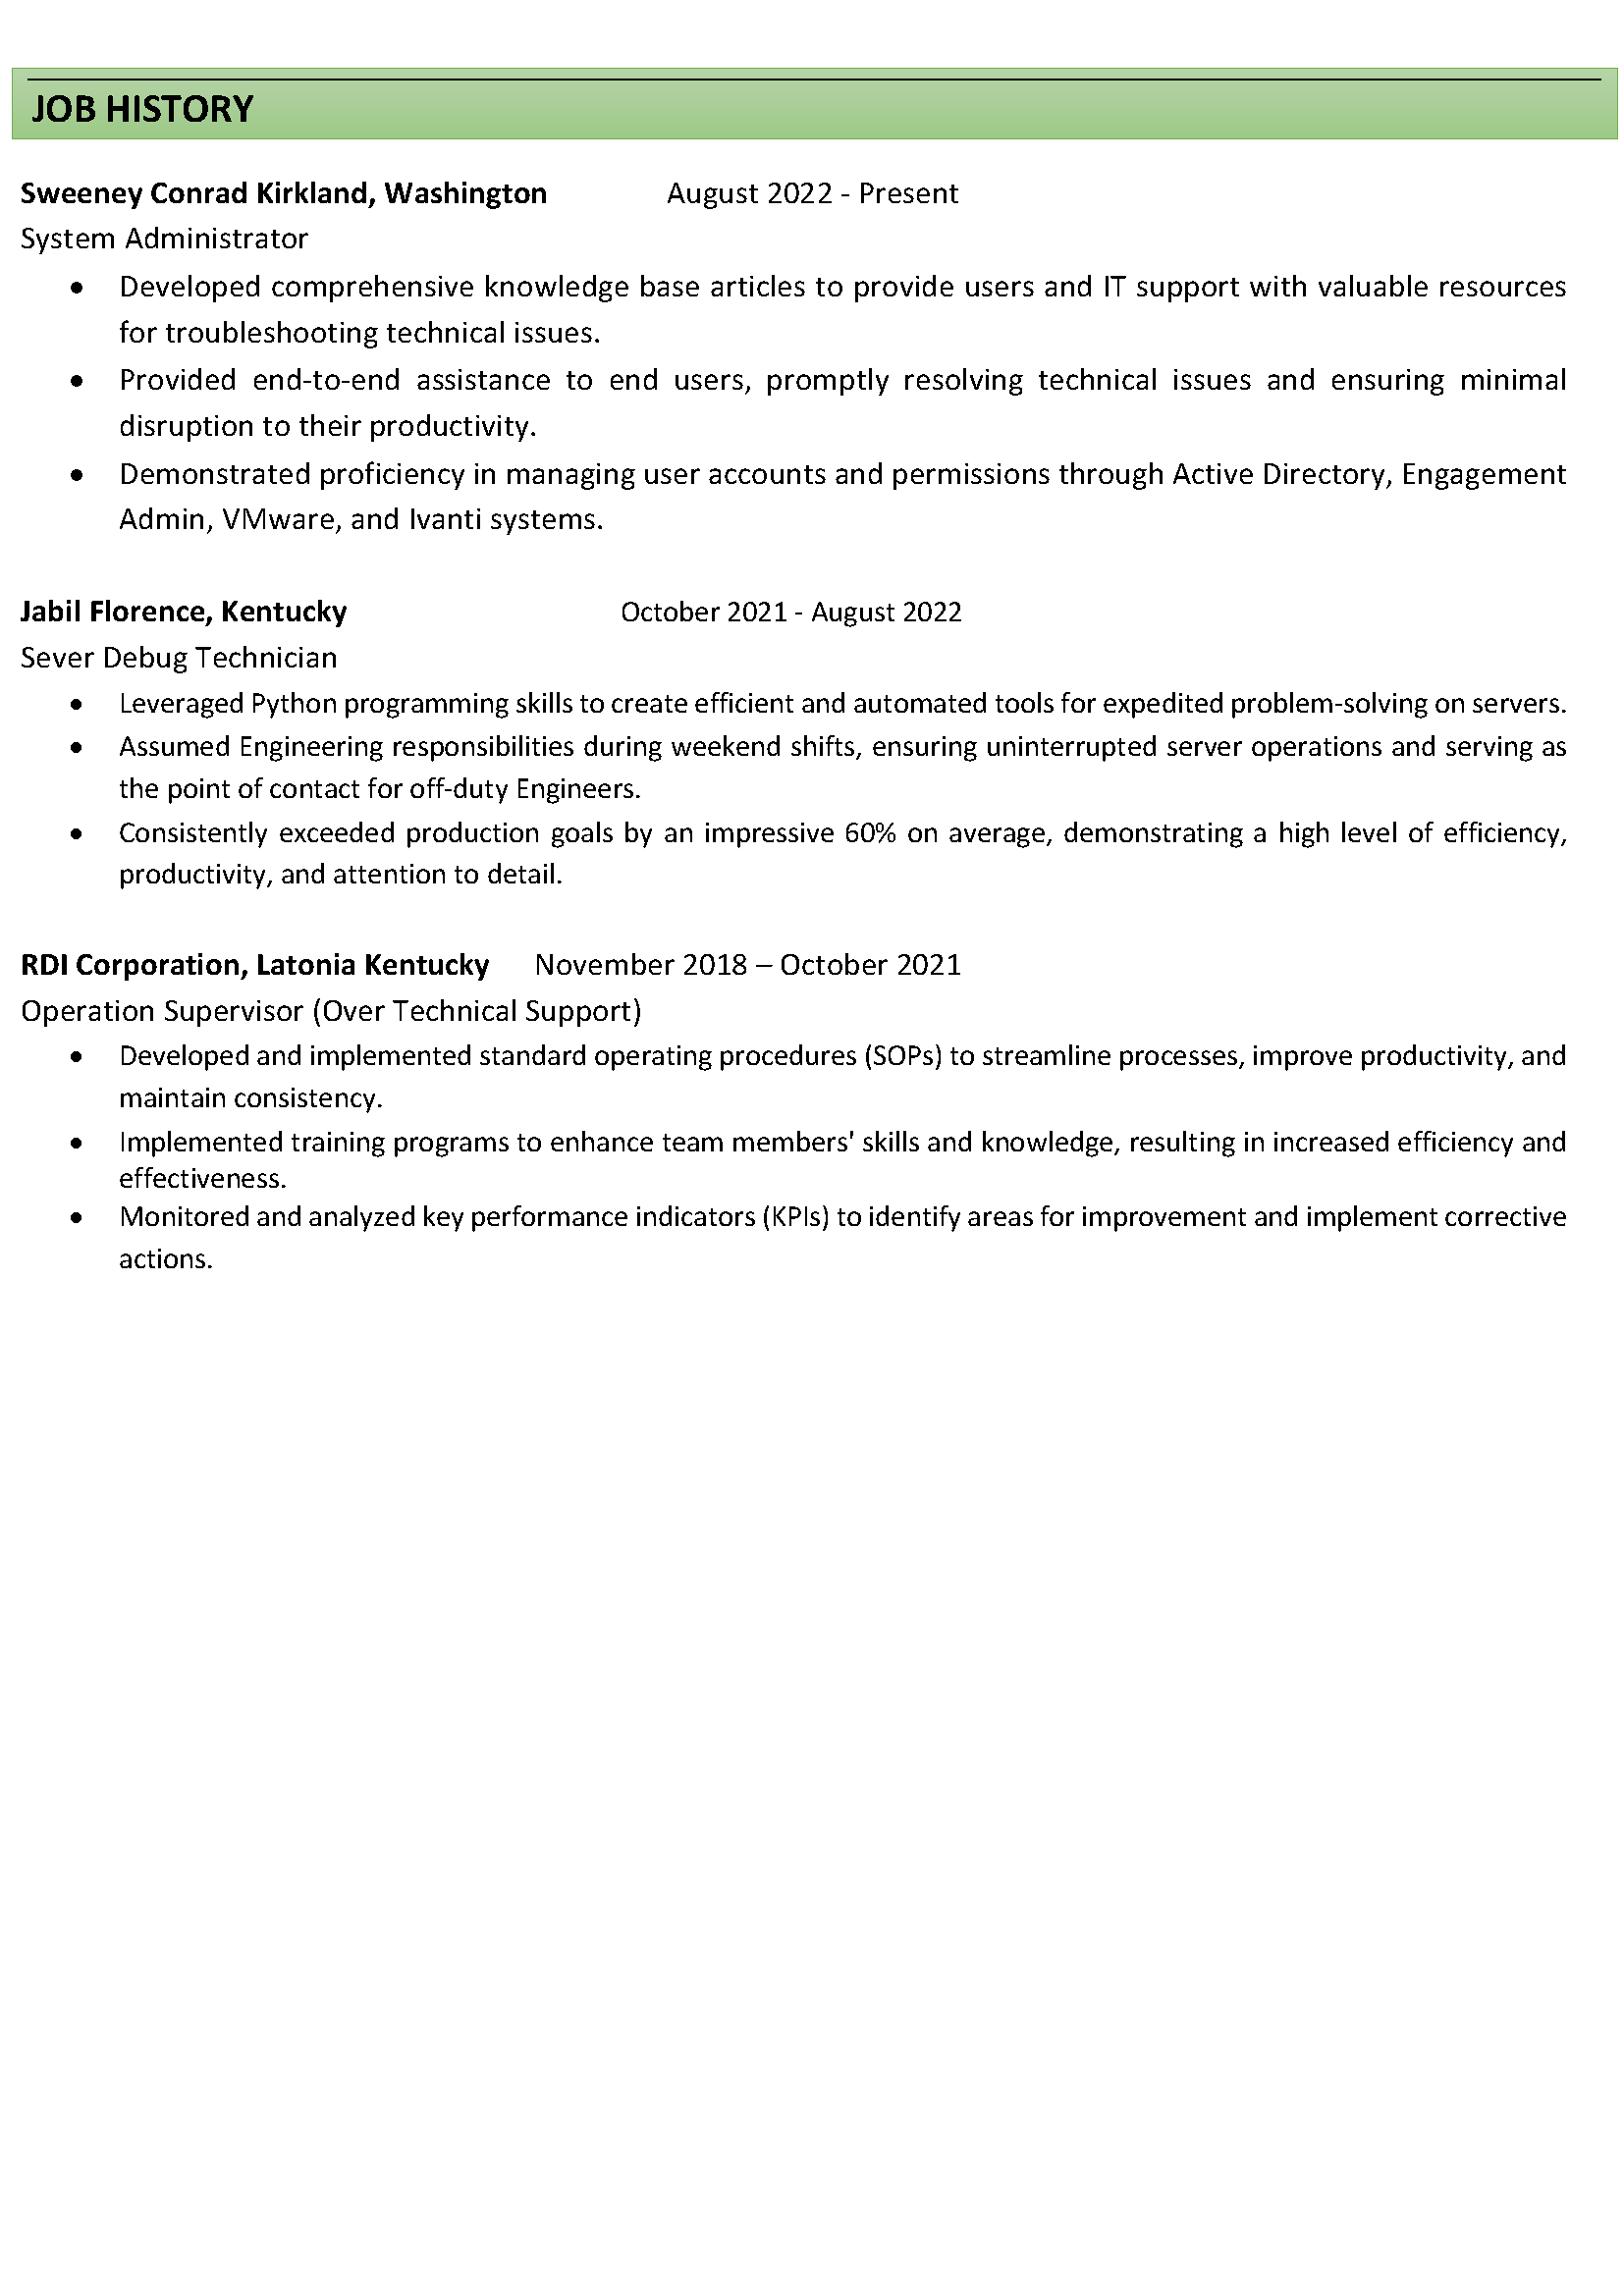 JOB HISTORY
Sweeney Conrad Kirkland, Washington August 2022 - Present
System Administrator
• Developed comprehensive knowledge base articles to provide users and IT support with valuable resources
for troubleshooting technical issues.
• Provided end-to-end assistance to end users, promptly resolving technical issues and ensuring minimal
disruption to their productivity.
• Demonstrated proficiency in managing user accounts and permissions through Active Directory, Engagement
Admin, VMware, and Ivanti systems.
Jabil Florence, Kentucky October 2021 - August 2022
Sever Debug Technician
• Leveraged Python programming skills to create efficient and automated tools for expedited problem-solving on servers.
• Assumed Engineering responsibilities during weekend shifts, ensuring uninterrupted server operations and serving as
the point of contact for off-duty Engineers.
• Consistently exceeded production goals by an impressive 60% on average, demonstrating a high level of efficiency,
productivity, and attention to detail.
RDI Corporation, Latonia Kentucky November 2018 – October 2021
Operation Supervisor (Over Technical Support)
• Developed and implemented standard operating procedures (SOPs) to streamline processes, improve productivity, and
maintain consistency.
• Implemented training programs to enhance team members' skills and knowledge, resulting in increased efficiency and
effectiveness.
• Monitored and analyzed key performance indicators (KPIs) to identify areas for improvement and implement corrective
actions.